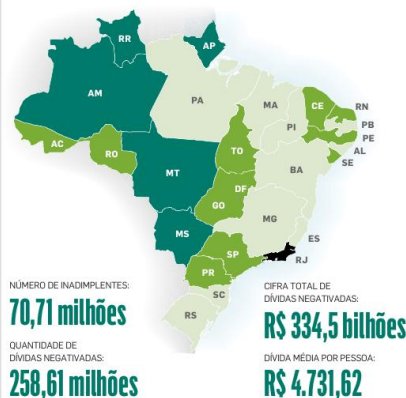 RR
AP
AM
PA
MA
CE
RN
PB
PE
AL
SE
PI
AC
RO
TO
BA
MT
DF
GO
MG
MS
ES
SP
RJ
PR
SC
RS
NÚMERO DE INADIMPLENTES:
70,71 milhões
QUANTIDADE DE
DÍVIDAS NEGATIVADAS:
258,61 milhões
CIFRA TOTAL DE
DÍVIDAS NEGATIVADAS:
R$ 334,5 bilhões
DÍVIDA MÉDIA POR PESSOA:
R$ 4.731,62